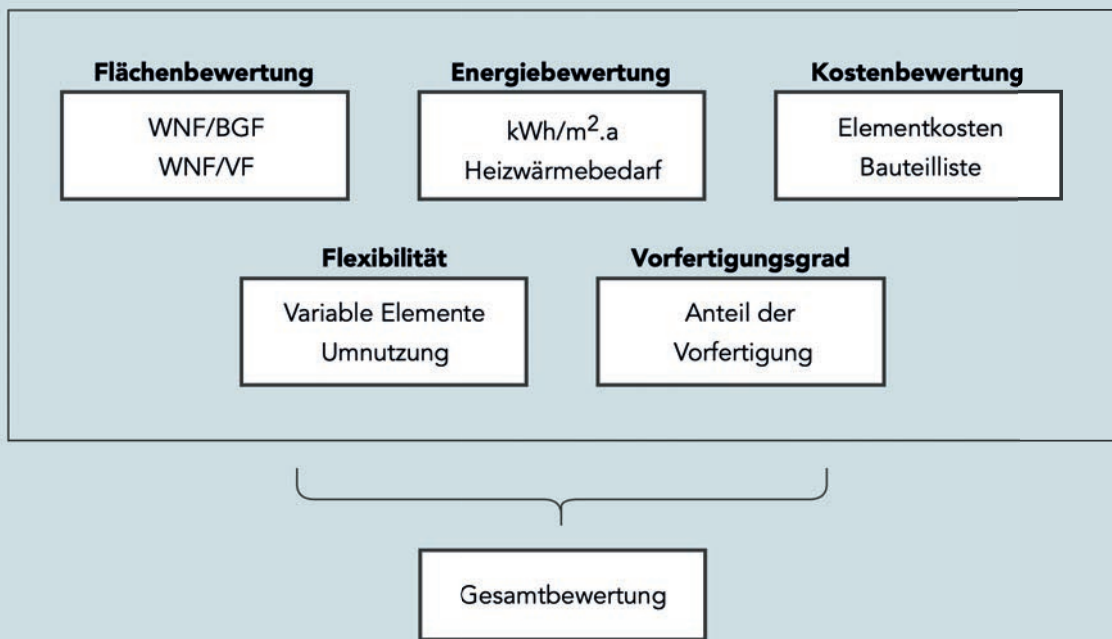 Flächenbewertung
WNF/BGF
WNF/VF
Energiebewertung
kWh/m².a
Heizwärmebedarf
Kostenbewertung
Elementkosten
Bauteilliste
Flexibilität
Variable Elemente
Umnutzung
Vorfertigungsgrad
Anteil der
Vorfertigung
Gesamtbewertung